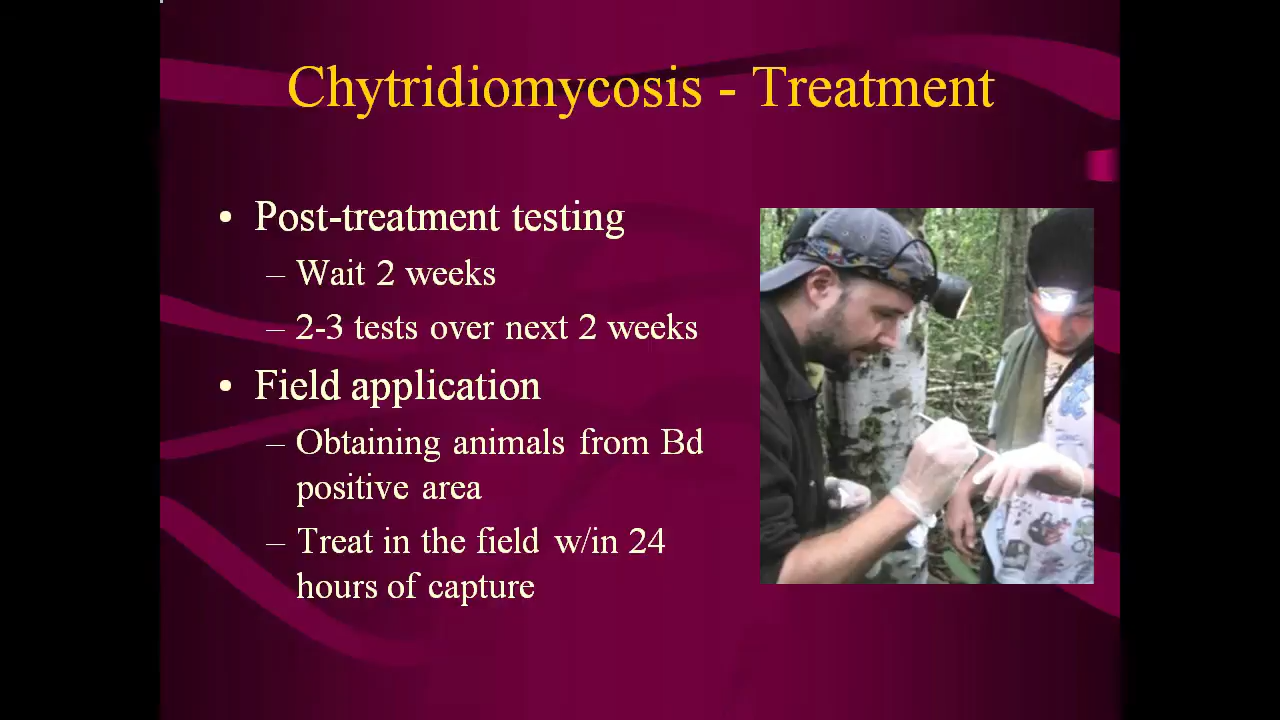 Chytridiomycosis - Treatment
• Post-treatment testing
– Wait 2 weeks
– 2-3 tests over next 2 weeks
• Field application
– Obtaining animals from Bd
positive area
– Treat in the field w/in 24
hours of capture